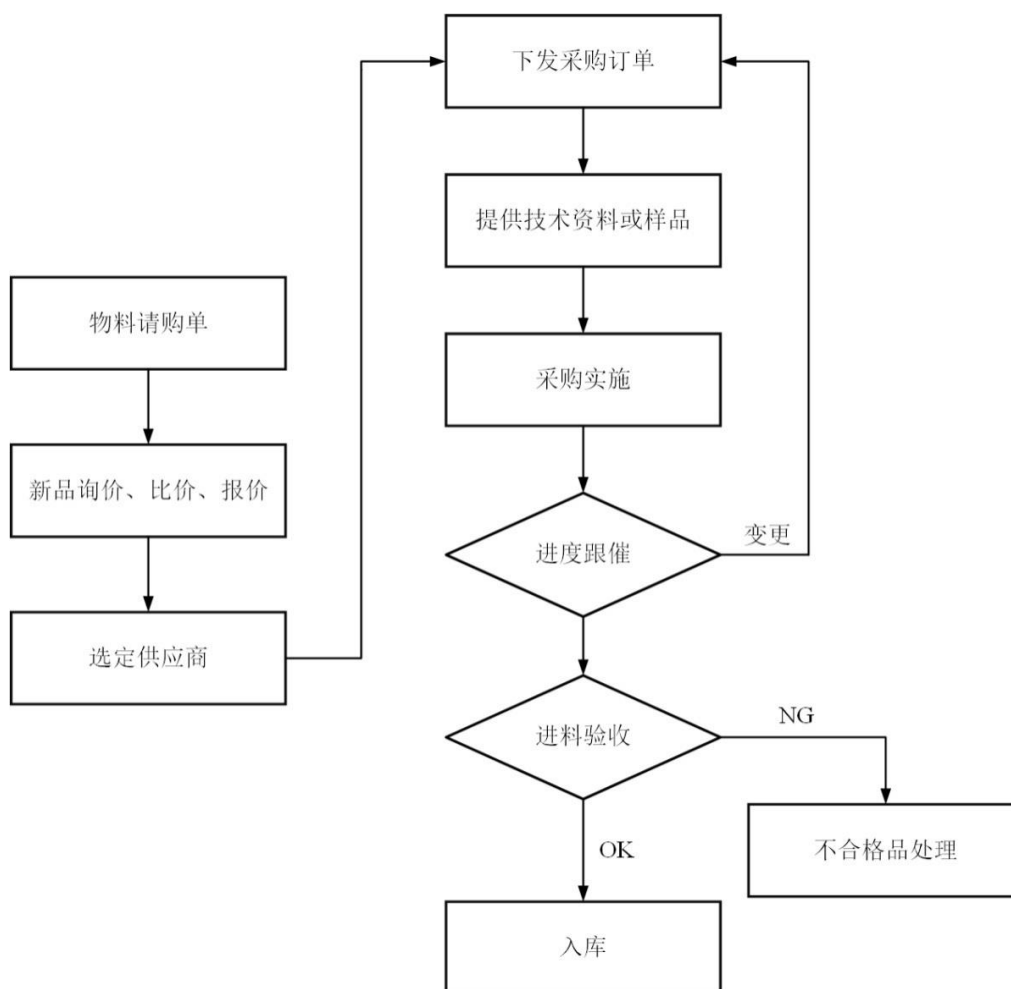 物料请购单
新品询价、比价、报价
选定供应商
下发采购订单
提供技术资料或样品
采购实施
进度跟催
变更
进料验收
NG
不合格品处理
OK
入库